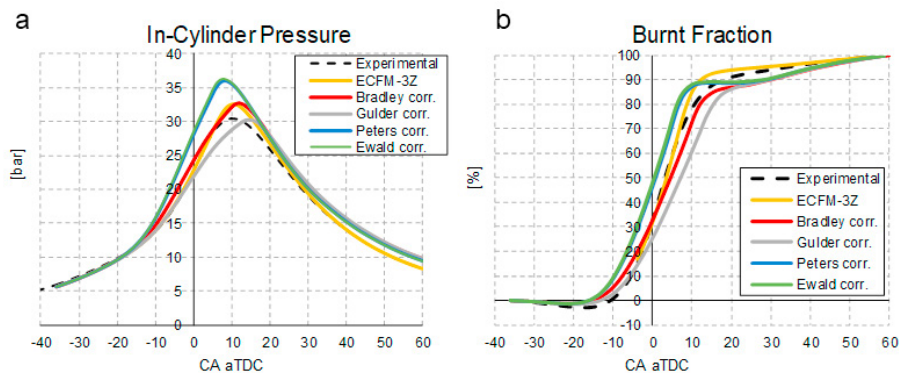 a
In-Cylinder Pressure
40
35
30
25
20
15
10
5
0
[bar]
Experimental
ECFM-3Z
Bradley corr.
Gulder corr.
Peters corr.
Ewald corr.
-40 -30 -20 -10 0 10 20 30 40 50 60
CA aTDC
b
Burnt Fraction
100
90
80
70
60
50
40
30
20
10
0
-10
[%]
Experimental
ECFM-3Z
Bradley corr.
Gulder corr.
Peters corr.
Ewald corr.
-40 -30 -20 -10 0 10 20 30 40 50 60
CA aTDC